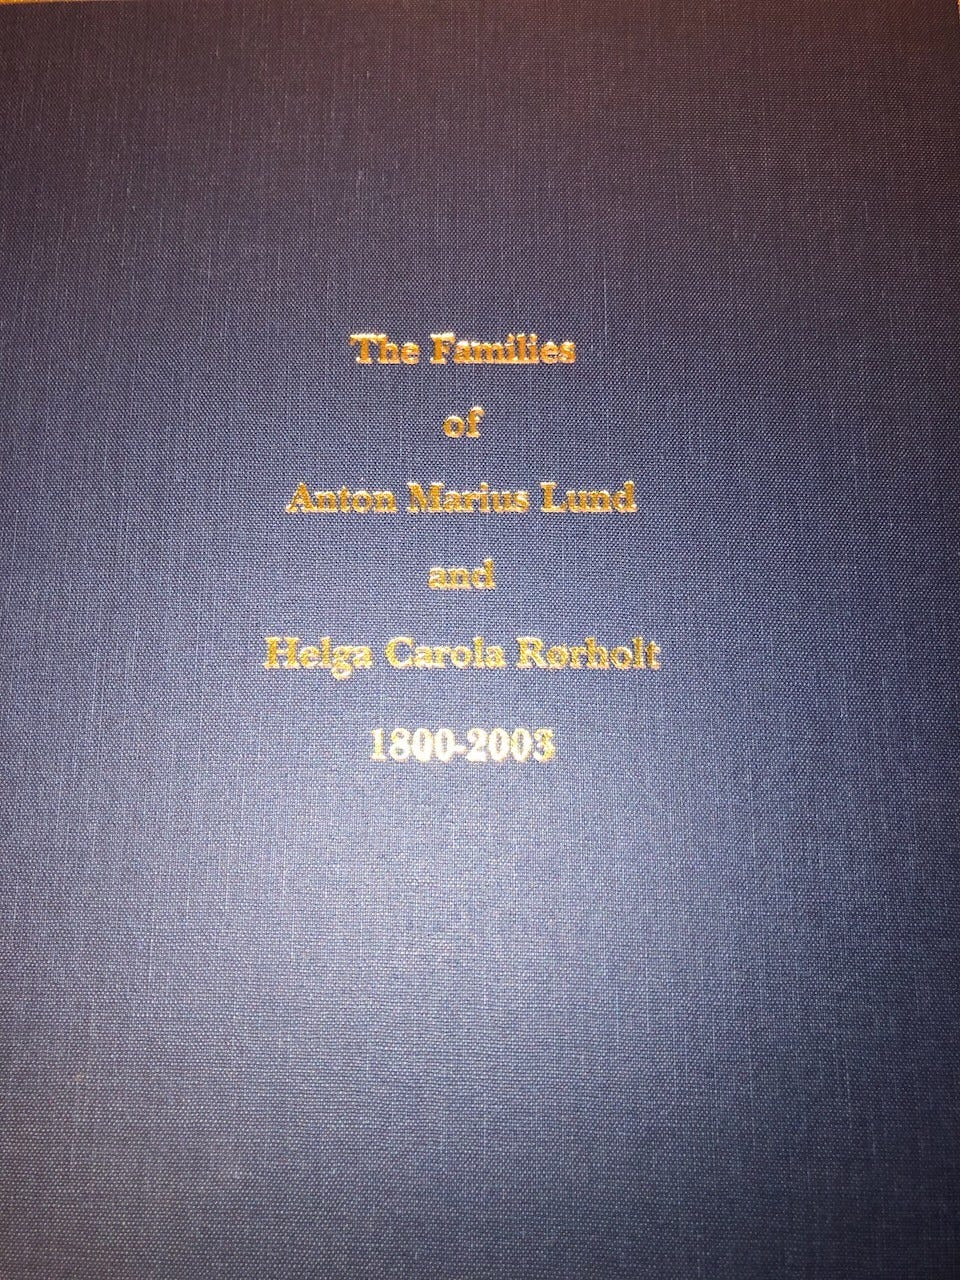 The Families
of
Anton Marius Lund
and
Helga Carola Rørholt
1800-2003